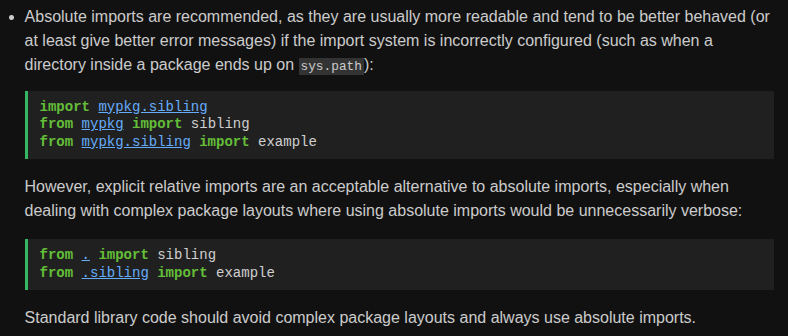 • Absolute imports are recommended, as they are usually more readable and tend to be better behaved (or
at least give better error messages) if the import system is incorrectly configured (such as when a
directory inside a package ends up on sys.path):
import mypkg.sibling
from mypkg import sibling
from mypkg.sibling import example
However, explicit relative imports are an acceptable alternative to absolute imports, especially when
dealing with complex package layouts where using absolute imports would be unnecessarily verbose:
from . import sibling
from .sibling import example
Standard library code should avoid complex package layouts and always use absolute imports.